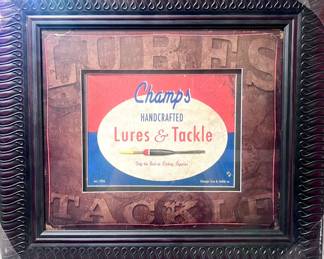 LURES
Champs
HANDCRAFTED
Lures & Tackle
TACKLE